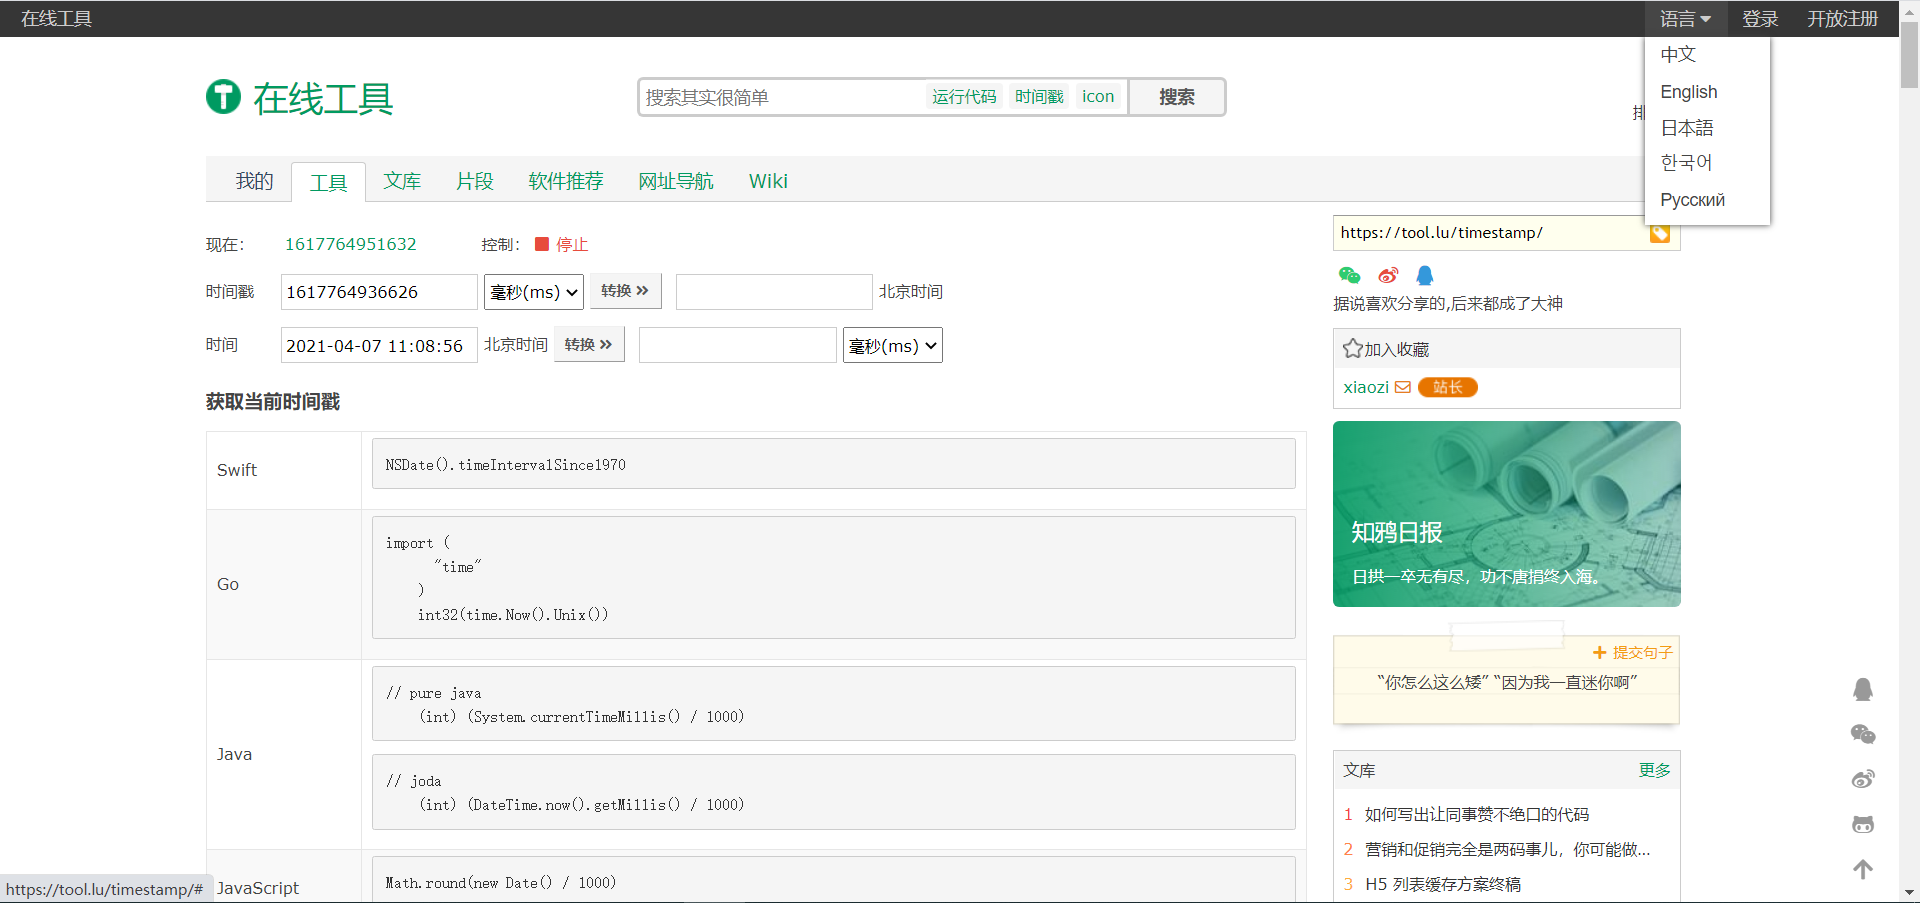 在线工具
语言
登录
开放注册
中文
English
日本語
한국어
Русский
在线工具
搜索其实很简单
运行代码
时间戳
icon
搜索
排
我的
工具
文库
片段
软件推荐
网址导航
Wiki
现在：
1617764951632
控制：
停止
时间戳
1617764936626
毫秒(ms)
转换
北京时间
时间
2021-04-07 11:08:56
北京时间
转换
毫秒(ms)
获取当前时间戳
Swift
NSDate().timeIntervalSince1970
Go
import (
"time"
)
int32(time.Now().Unix())
Java
// pure java
(int) (System.currentTimeMillis() / 1000)
// joda
(int) (DateTime.now().getMillis() / 1000)
JavaScript
Math.round(new Date() / 1000)
https://tool.lu/timestamp/
据说喜欢分享的,后来都成了大神
加入收藏
xiaozi
站长
知鸦日报
日拱一卒无有尽，功不唐捐终入海。
提交句子
“你怎么这么矮” “因为我一直迷你啊”
文库
更多
1 如何写出让同事赞不绝口的代码
2 营销和促销完全是两码事儿，你可能做...
3 H5 列表缓存方案终稿
https://tool.lu/timestamp/#